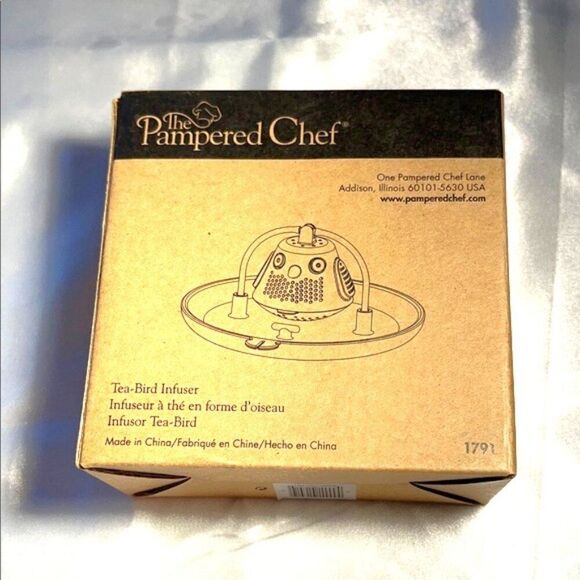 The
Pampered Chef®
One Pampered Chef Lane
Addison, Illinois 60101-5630 USA
www.pamperedchef.com
Tea-Bird Infuser
Infuseur à thé en forme d'oiseau
Infusor Tea-Bird
Made in China/Fabriqué en Chine/Hecho en China
1791